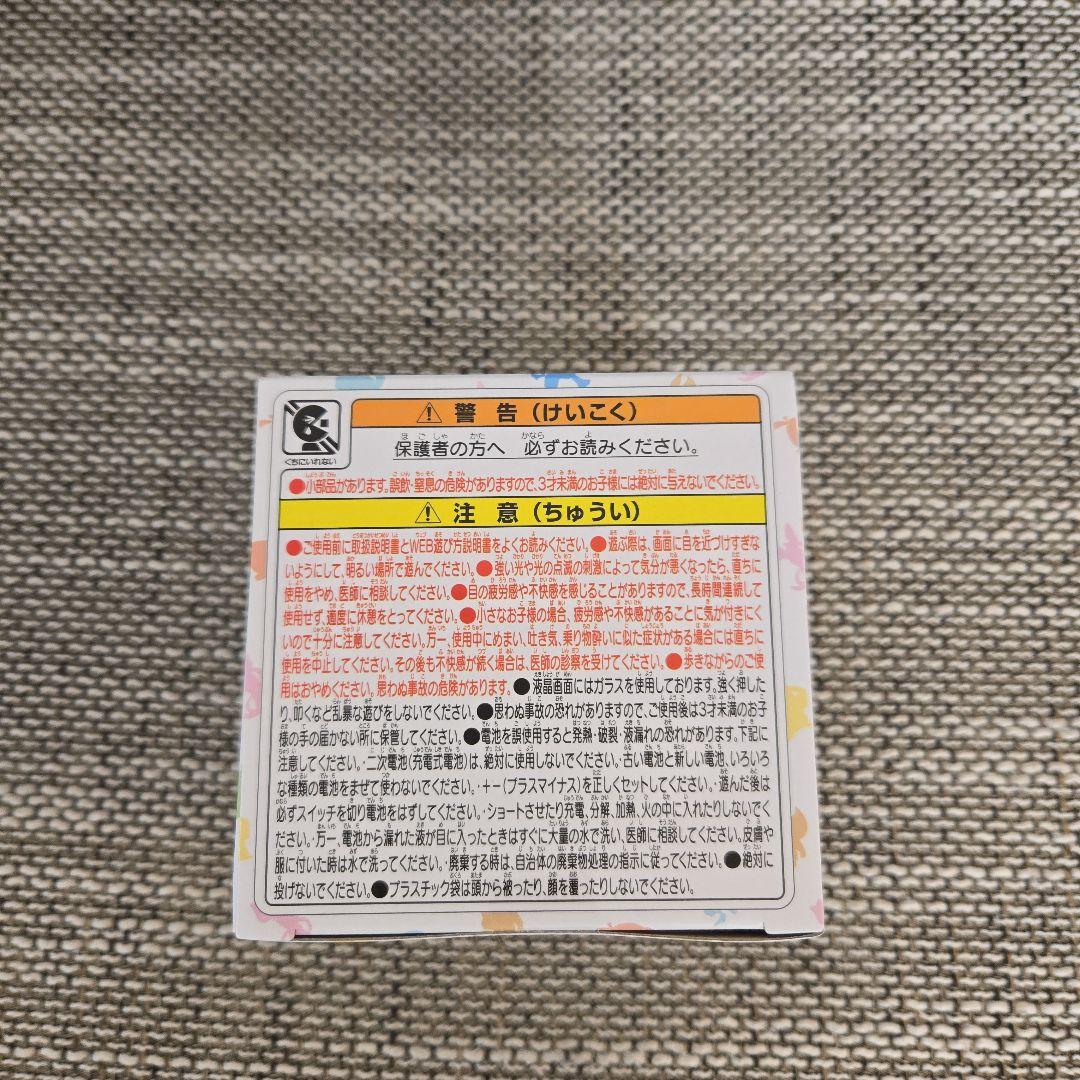 くちにいれない
⚠ 警 告 (けいこく)
保護者の方へ 必ずお読みください。
●小部品があります。誤飲・窒息の危険がありますので、3才未満のお子様には絶対に与えないでください。
⚠ 注 意 (ちゅうい)
●ご使用前に取扱説明書とWEB遊び方説明書をよくお読みください。●遊ぶ際は、画面に目を近づけすぎな
いようにして、明るい場所で遊んでください。●強い光や光の点滅の刺激によって気分が悪くなったら、直ちに
使用をやめ、医師に相談してください。●目の疲労感や不快感を感じることがありますので、長時間連続して
使用せず、適度に休憩をとってください。●小さなお子様の場合、疲労感や不快感があることに気が付きにく
いので十分に注意してください。万一、使用中にめまい、吐き気、乗り物酔いに似た症状がある場合には直ちに
使用を中止してください。その後も不快感が続く場合は、医師の診察を受けてください。●歩きながらのご使
用はおやめください。思わぬ事故の危険があります。●液晶画面にはガラスを使用しております。強く押した
り、叩くなど乱暴な遊びをしないでください。●思わぬ事故の恐れがありますので、ご使用後は3才未満のお子
様の手の届かない所に保管してください。●電池を誤使用すると発熱・破裂・液漏れの恐れがあります。下記に
注意してください。・二次電池(充電式電池)は、絶対に使用しないでください。・古い電池と新しい電池、いろいろ
な種類の電池をまぜて使わないでください。・+−(プラスマイナス)を正しくセットしてください。・遊んだ後は
必ずスイッチを切り電池をはずしてください。・ショートさせたり充電、分解、加熱、火の中に入れたりしないでく
ださい。・万一、電池から漏れた液が目に入ったときはすぐに大量の水で洗い、医師に相談してください。皮膚や
服に付いた時は水で洗ってください。・廃棄する時は、自治体の廃棄物処理の指示に従ってください。●絶対に
投げないでください。●プラスチック袋は頭から被ったり、顔を覆ったりしないでください。